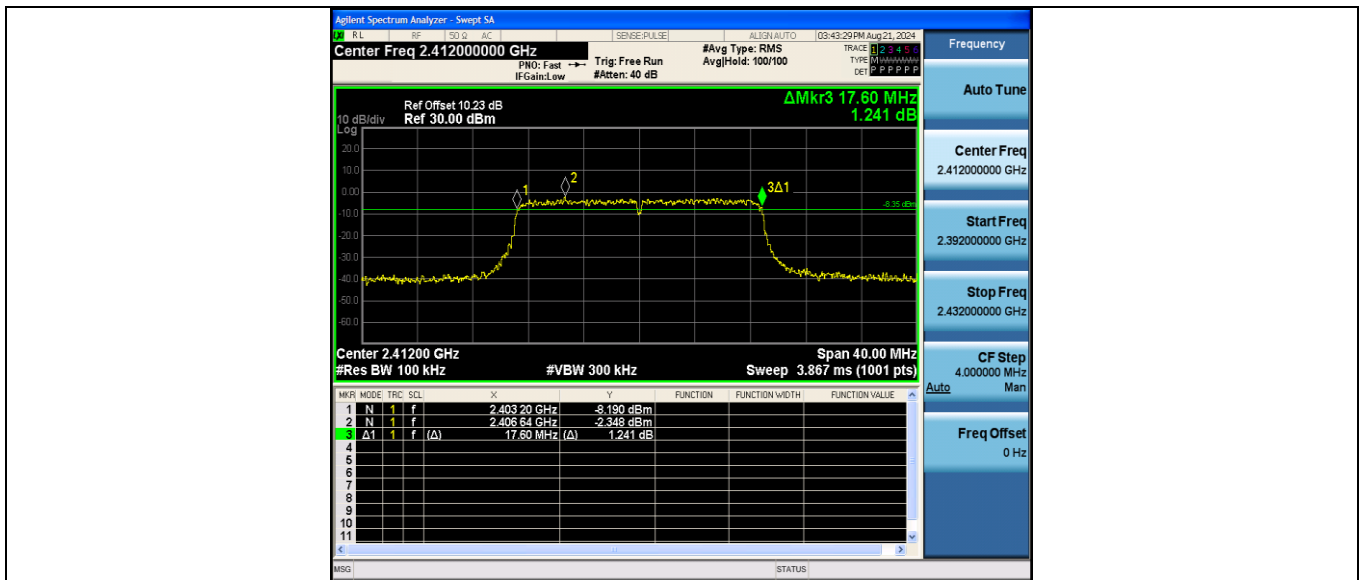 Agilent Spectrum Analyzer - Swept SA
RL RF 50 Ω AC SENSE:PULSE ALIGN AUTO 03:43:29 PM Aug 21, 2024
Center Freq 2.412000000 GHz
#Avg Type: RMS
Avg|Hold: 100/100
TRACE 1 2 3 4 5 6
TYPE M
DET P P P P P P
PNO: Fast
IFGain:Low
Trig: Free Run
#Atten: 40 dB
Ref Offset 10.23 dB
10 dB/div Ref 30.00 dBm
Log
ΔMkr3 17.60 MHz
1.241 dB
20.0
10.0
0.00
-10.0
-20.0
-30.0
-40.0
-50.0
-60.0
1
2
3Δ1
-8.35 dBm
Center 2.41200 GHz Span 40.00 MHz
#Res BW 100 kHz #VBW 300 kHz Sweep 3.867 ms (1001 pts)
MKR MODE TRC SCL X Y FUNCTION FUNCTION WIDTH FUNCTION VALUE
1 N 1 f 2.403 20 GHz -8.190 dBm
2 N 1 f 2.406 64 GHz -2.348 dBm
3 Δ1 1 f (Δ) 17.60 MHz (Δ) 1.241 dB
4
5
6
7
8
9
10
11
MSG STATUS
Frequency
Auto Tune
Center Freq
2.412000000 GHz
Start Freq
2.392000000 GHz
Stop Freq
2.432000000 GHz
CF Step
4.000000 MHz
Auto Man
Freq Offset
0 Hz